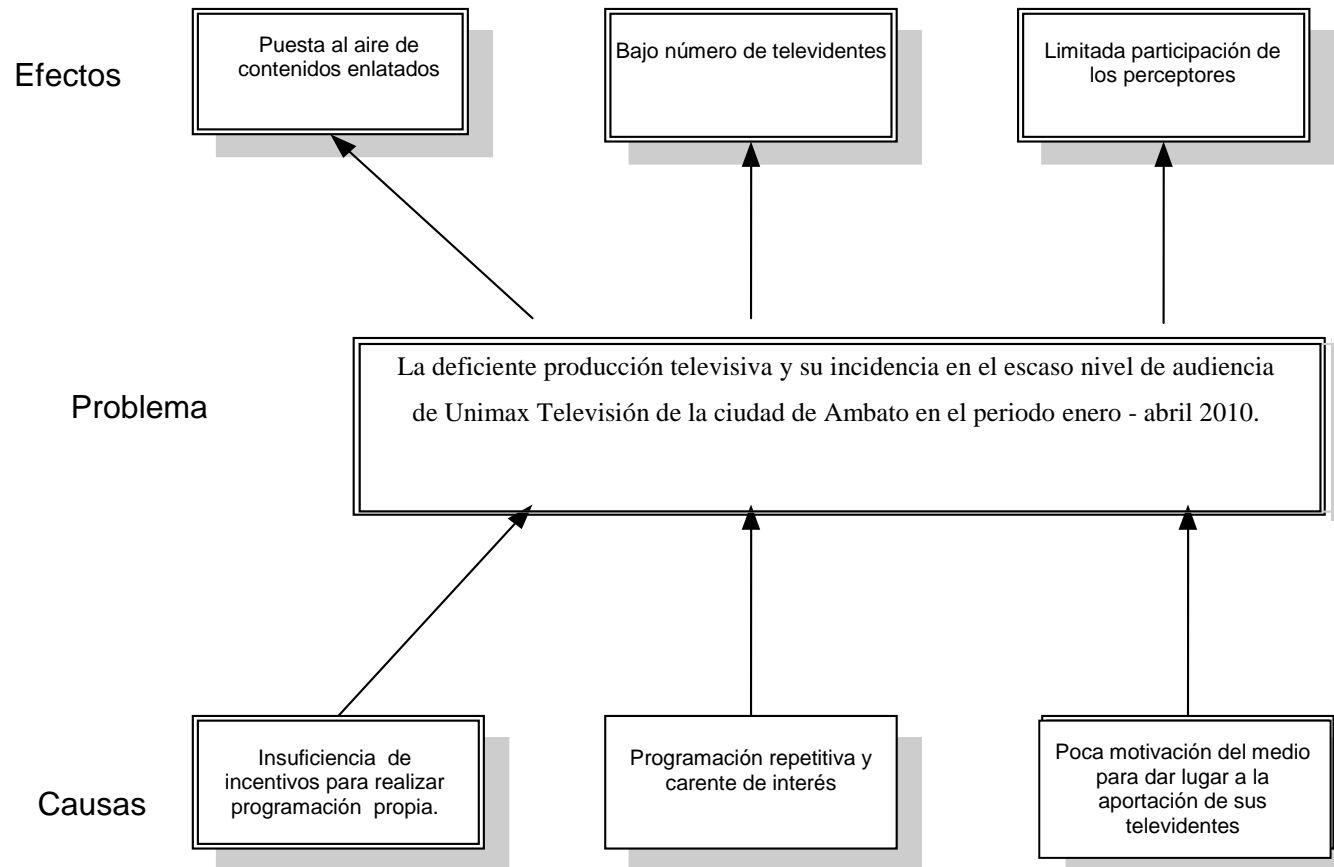 Efectos
Puesta al aire de
contenidos enlatados
Bajo número de televidentes
Limitada participación de
los perceptores
Problema
La deficiente producción televisiva y su incidencia en el escaso nivel de audiencia
de Unimax Televisión de la ciudad de Ambato en el periodo enero - abril 2010.
Causas
Insuficiencia de
incentivos para realizar
programación propia.
Programación repetitiva y
carente de interés
Poca motivación del medio
para dar lugar a la
aportación de sus
televidentes